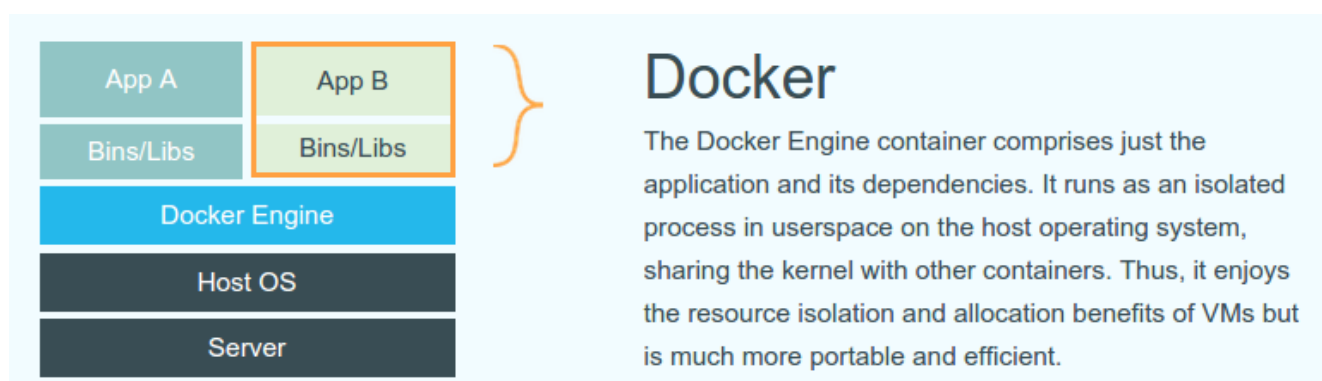 App A
App B
Bins/Libs
Bins/Libs
Docker Engine
Host OS
Server
Docker
The Docker Engine container comprises just the
application and its dependencies. It runs as an isolated
process in userspace on the host operating system,
sharing the kernel with other containers. Thus, it enjoys
the resource isolation and allocation benefits of VMs but
is much more portable and efficient.